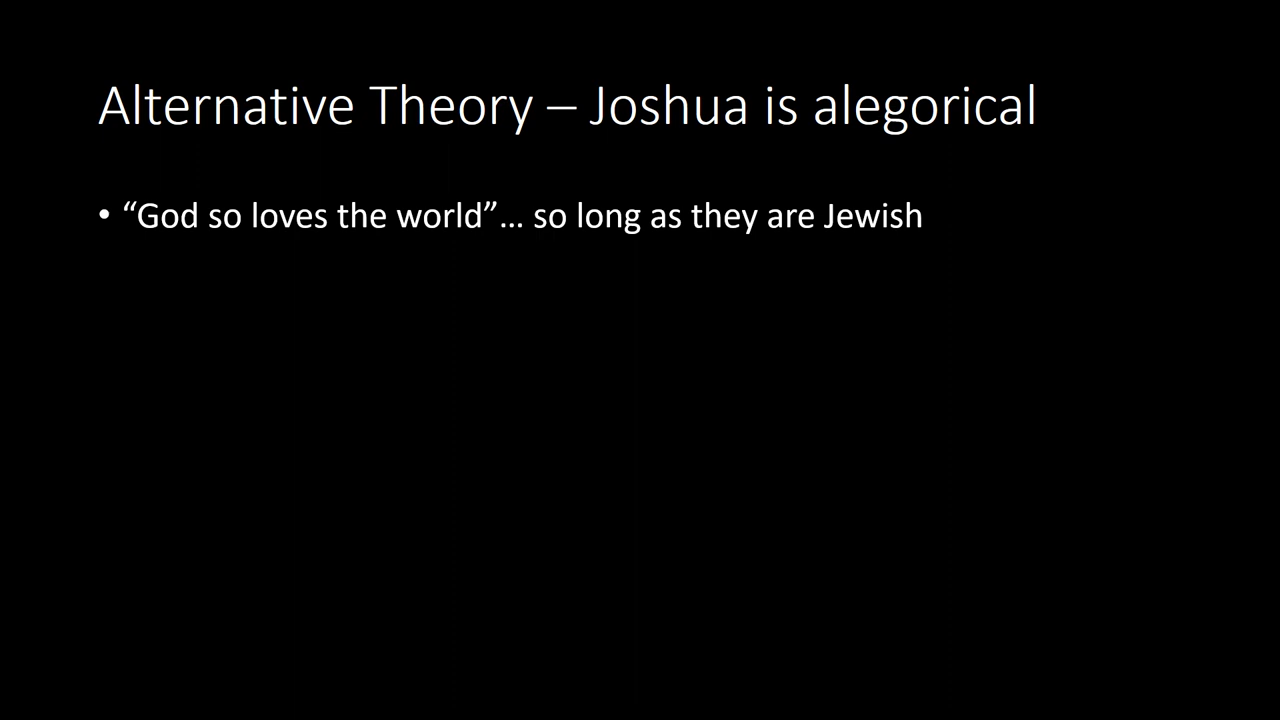 Alternative Theory – Joshua is alegorical
• “God so loves the world”… so long as they are Jewish